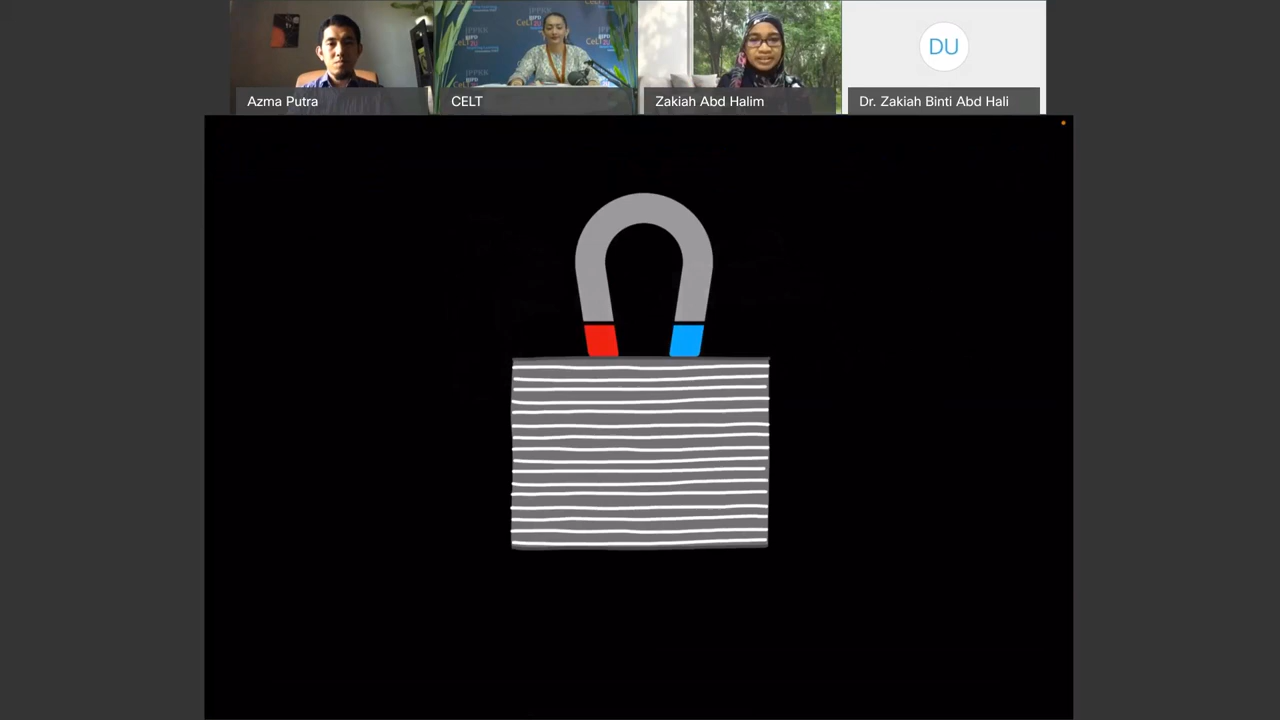 Azma Putra
CELT
Zakiah Abd Halim
DU
Dr. Zakiah Binti Abd Hali